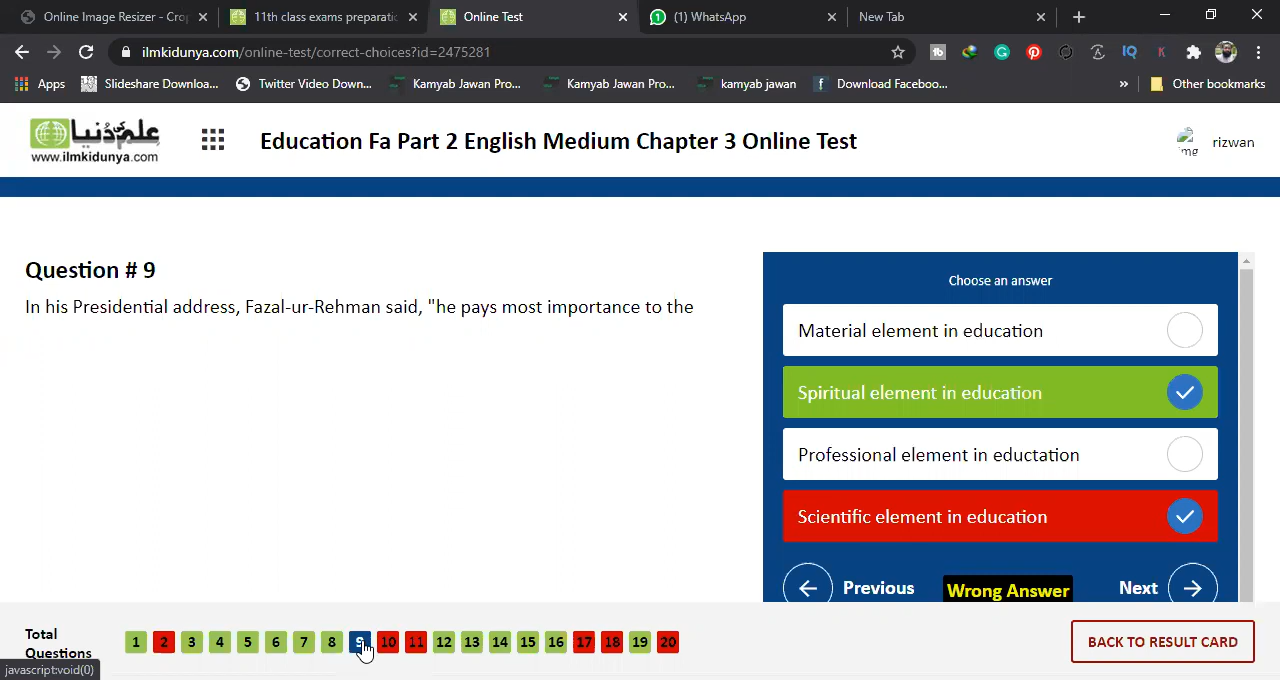 Online Image Resizer - Crop
11th class exams preparatic
Online Test
(1) WhatsApp
New Tab
ilmkidunya.com/online-test/correct-choices?id=2475281
Apps
Slideshare Downloa...
Twitter Video Down...
Kamyab Jawan Pro...
Kamyab Jawan Pro...
kamyab jawan
Download Faceboo...
»
Other bookmarks
علم کی دنیا
www.ilmkidunya.com
Education Fa Part 2 English Medium Chapter 3 Online Test
img
rizwan
Question # 9
In his Presidential address, Fazal-ur-Rehman said, "he pays most importance to the
Choose an answer
Material element in education
Spiritual element in education
Professional element in eductation
Scientific element in education
Previous
Wrong Answer
Next
Total
Questions
1 2 3 4 5 6 7 8 9 10 11 12 13 14 15 16 17 18 19 20
BACK TO RESULT CARD
javascript:void(0)